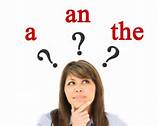 a an the
? ? ?